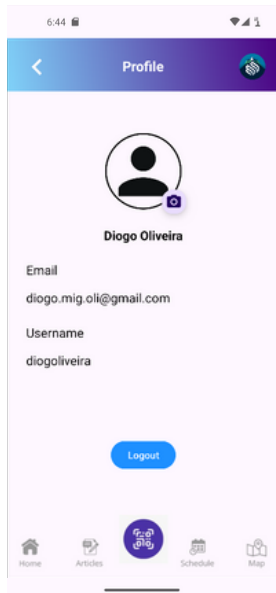 6:44
Profile
Diogo Oliveira
Email
diogo.mig.oli@gmail.com
Username
diogoliveira
Logout
Home
Articles
Schedule
Map